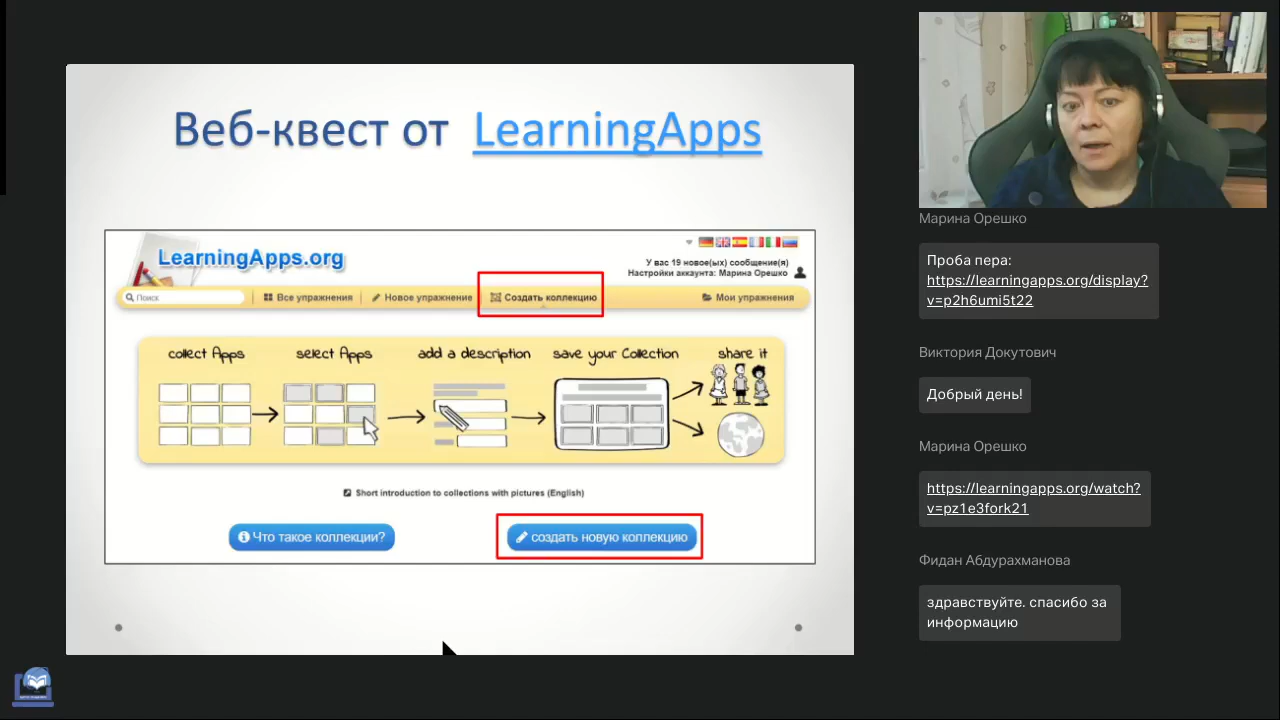 Веб-квест от LearningApps
LearningApps.org
У вас 19 новое(ых) сообщение(я)
Настройки аккаунта: Марина Орешко
Поиск
Все упражнения
Новое упражнение
Создать коллекцию
Мои упражнения
collect Apps
select Apps
add a description
save your Collection
share it
Short introduction to collections with pictures (English)
Что такое коллекции?
создать новую коллекцию
Марина Орешко
Проба пера:
https://learningapps.org/display?
v=p2h6umi5t22
Виктория Докутович
Добрый день!
Марина Орешко
https://learningapps.org/watch?
v=pz1e3fork21
Фидан Абдурахманова
здравствуйте. спасибо за
информацию